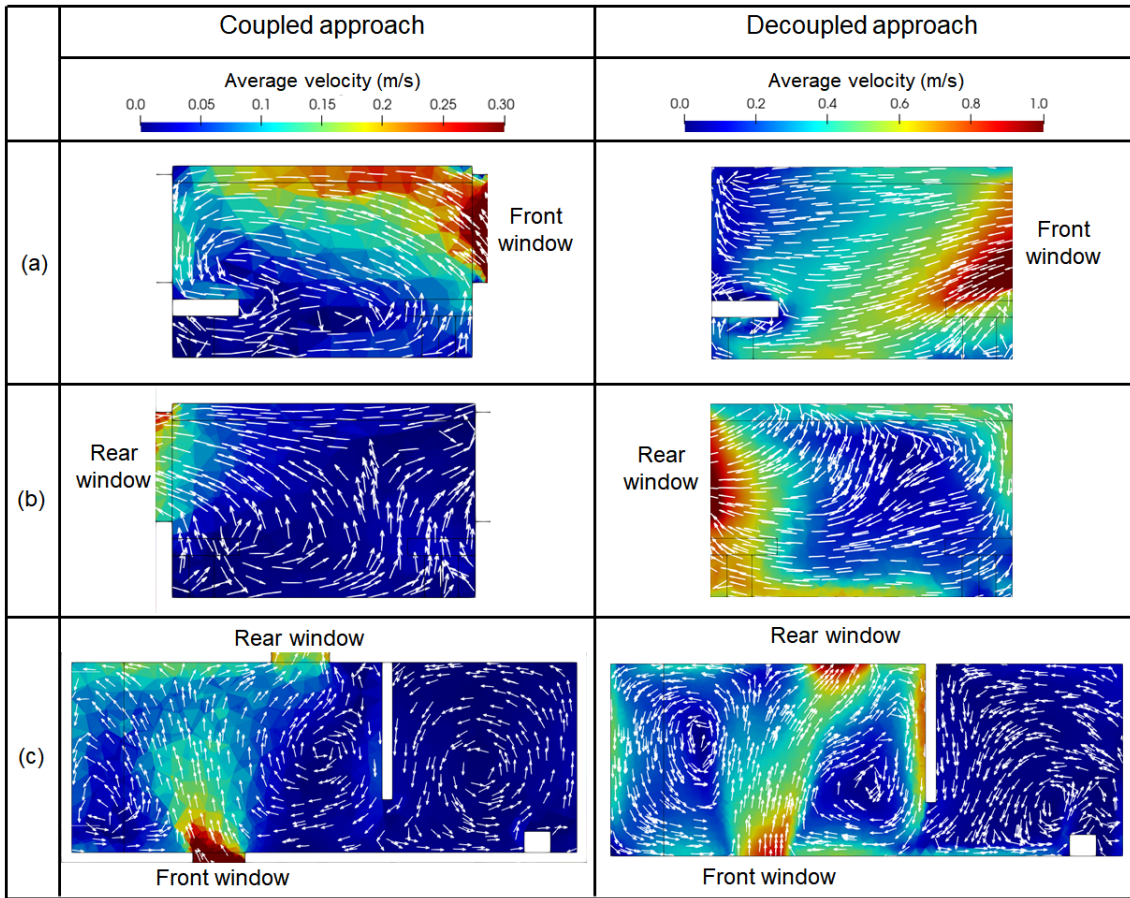 Coupled approach
Decoupled approach
Average velocity (m/s)
0.0 0.05 0.1 0.15 0.2 0.25 0.30
Average velocity (m/s)
0.0 0.2 0.4 0.6 0.8 1.0
(a)
Front
window
Front
window
(b)
Rear
window
Rear
window
(c)
Rear window
Front window
Rear window
Front window